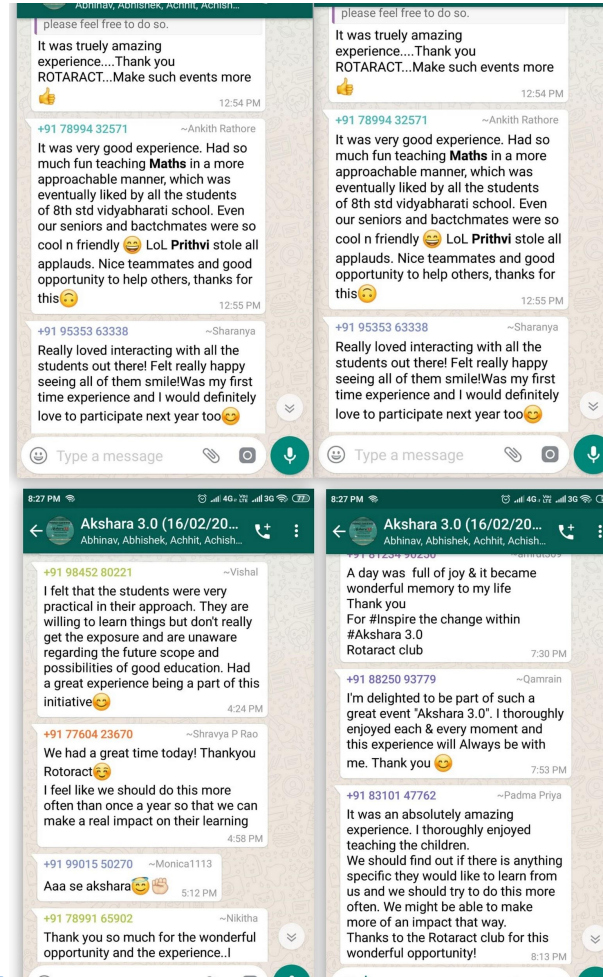 Abhinav, Abhishek, Achhit, Achish...
please feel free to do so.
It was truely amazing
experience....Thank you
ROTARACT...Make such events more
👍
12:54 PM
+91 78994 32571 ~Ankith Rathore
It was very good experience. Had so
much fun teaching Maths in a more
approachable manner, which was
eventually liked by all the students
of 8th std vidyabharati school. Even
our seniors and bactchmates were so
cool n friendly 😄 LoL Prithvi stole all
applauds. Nice teammates and good
opportunity to help others, thanks for
this🙃
12:55 PM
+91 95353 63338 ~Sharanya
Really loved interacting with all the
students out there! Felt really happy
seeing all of them smile!Was my first
time experience and I would definitely
love to participate next year too😊
Type a message
please feel free to do so.
It was truely amazing
experience....Thank you
ROTARACT...Make such events more
👍
12:54 PM
+91 78994 32571 ~Ankith Rathore
It was very good experience. Had so
much fun teaching Maths in a more
approachable manner, which was
eventually liked by all the students
of 8th std vidyabharati school. Even
our seniors and bactchmates were so
cool n friendly 😄 LoL Prithvi stole all
applauds. Nice teammates and good
opportunity to help others, thanks for
this🙃
12:55 PM
+91 95353 63338 ~Sharanya
Really loved interacting with all the
students out there! Felt really happy
seeing all of them smile!Was my first
time experience and I would definitely
love to participate next year too😊
Type a message
8:27 PM 4G 3G 77
Akshara 3.0 (16/02/20...
Abhinav, Abhishek, Achhit, Achish...
+91 98452 80221 ~Vishal
I felt that the students were very
practical in their approach. They are
willing to learn things but don't really
get the exposure and are unaware
regarding the future scope and
possibilities of good education. Had
a great experience being a part of this
initiative😊
4:24 PM
+91 77604 23670 ~Shravya P Rao
We had a great time today! Thankyou
Rotoract☺️
I feel like we should do this more
often than once a year so that we can
make a real impact on their learning
4:58 PM
+91 99015 50270 ~Monica1113
Aaa se akshara😇✊
5:12 PM
+91 78991 65902 ~Nikitha
Thank you so much for the wonderful
opportunity and the experience..I
8:27 PM 4G 3G
Akshara 3.0 (16/02/20...
Abhinav, Abhishek, Achhit, Achish...
A day was full of joy & it became
wonderful memory to my life
Thank you
For #Inspire the change within
#Akshara 3.0
Rotaract club
7:30 PM
+91 88250 93779 ~Qamrain
I'm delighted to be part of such a
great event "Akshara 3.0". I thoroughly
enjoyed each & every moment and
this experience will Always be with
me. Thank you 😊
7:53 PM
+91 83101 47762 ~Padma Priya
It was an absolutely amazing
experience. I thoroughly enjoyed
teaching the children.
We should find out if there is anything
specific they would like to learn from
us and we should try to do this more
often. We might be able to make
more of an impact that way.
Thanks to the Rotaract club for this
wonderful opportunity!
8:13 PM